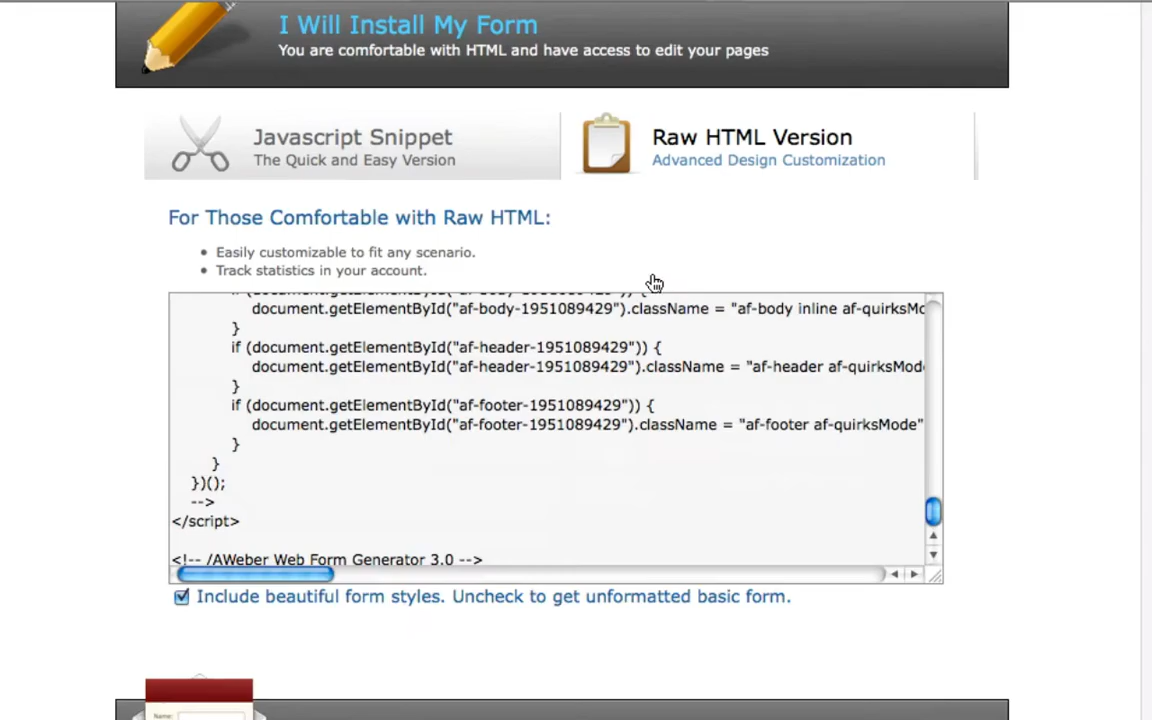 I Will Install My Form
You are comfortable with HTML and have access to edit your pages
Javascript Snippet
The Quick and Easy Version
Raw HTML Version
Advanced Design Customization
For Those Comfortable with Raw HTML:
Easily customizable to fit any scenario.
Track statistics in your account.
document.getElementById("af-body-1951089429").className = "af-body inline af-quirksMo
}
if (document.getElementById("af-header-1951089429")) {
document.getElementById("af-header-1951089429").className = "af-header af-quirksMod
}
if (document.getElementById("af-footer-1951089429")) {
document.getElementById("af-footer-1951089429").className = "af-footer af-quirksMode"
}
}
})();
-->
</script>
<!-- /AWeber Web Form Generator 3.0 -->
Include beautiful form styles. Uncheck to get unformatted basic form.
Name: